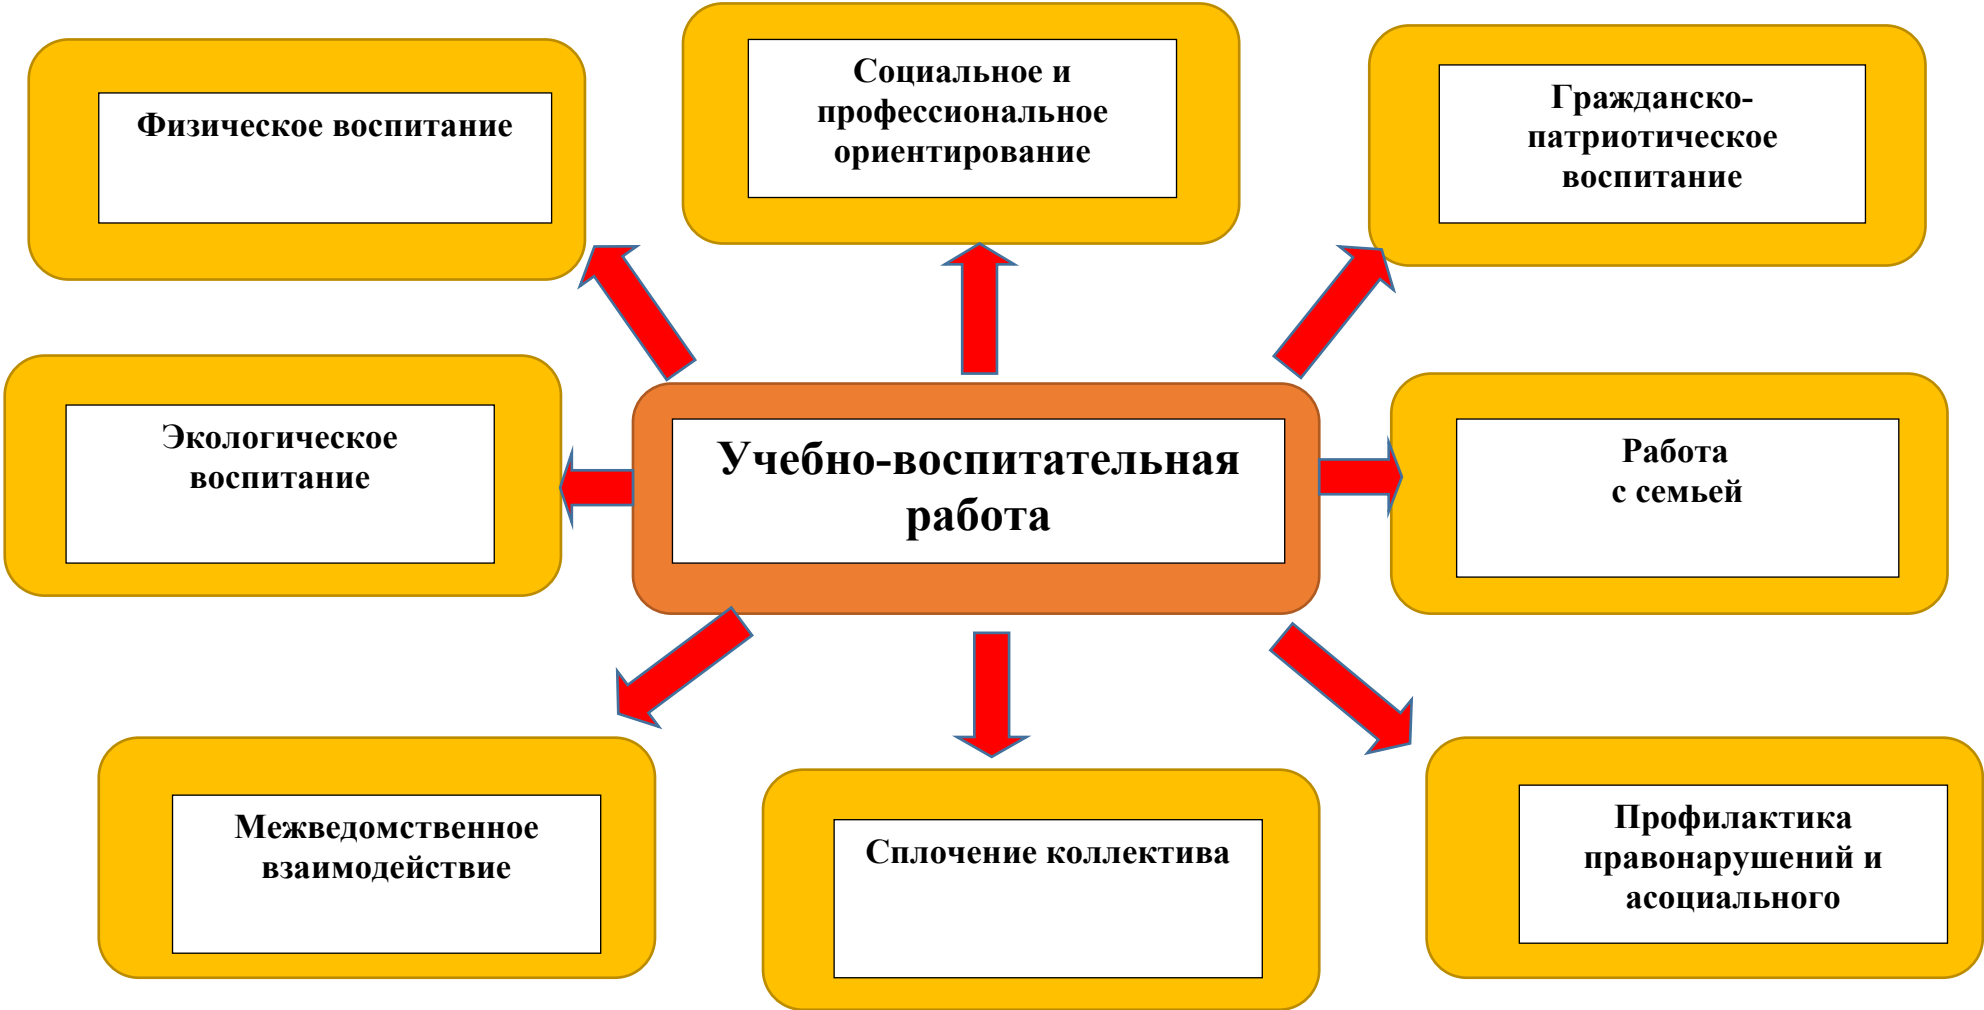 Физическое воспитание
Социальное и
профессиональное
ориентирование
Гражданско-
патриотическое
воспитание
Экологическое
воспитание
Учебно-воспитательная
работа
Работа
с семьей
Межведомственное
взаимодействие
Сплочение коллектива
Профилактика
правонарушений и
асоциального